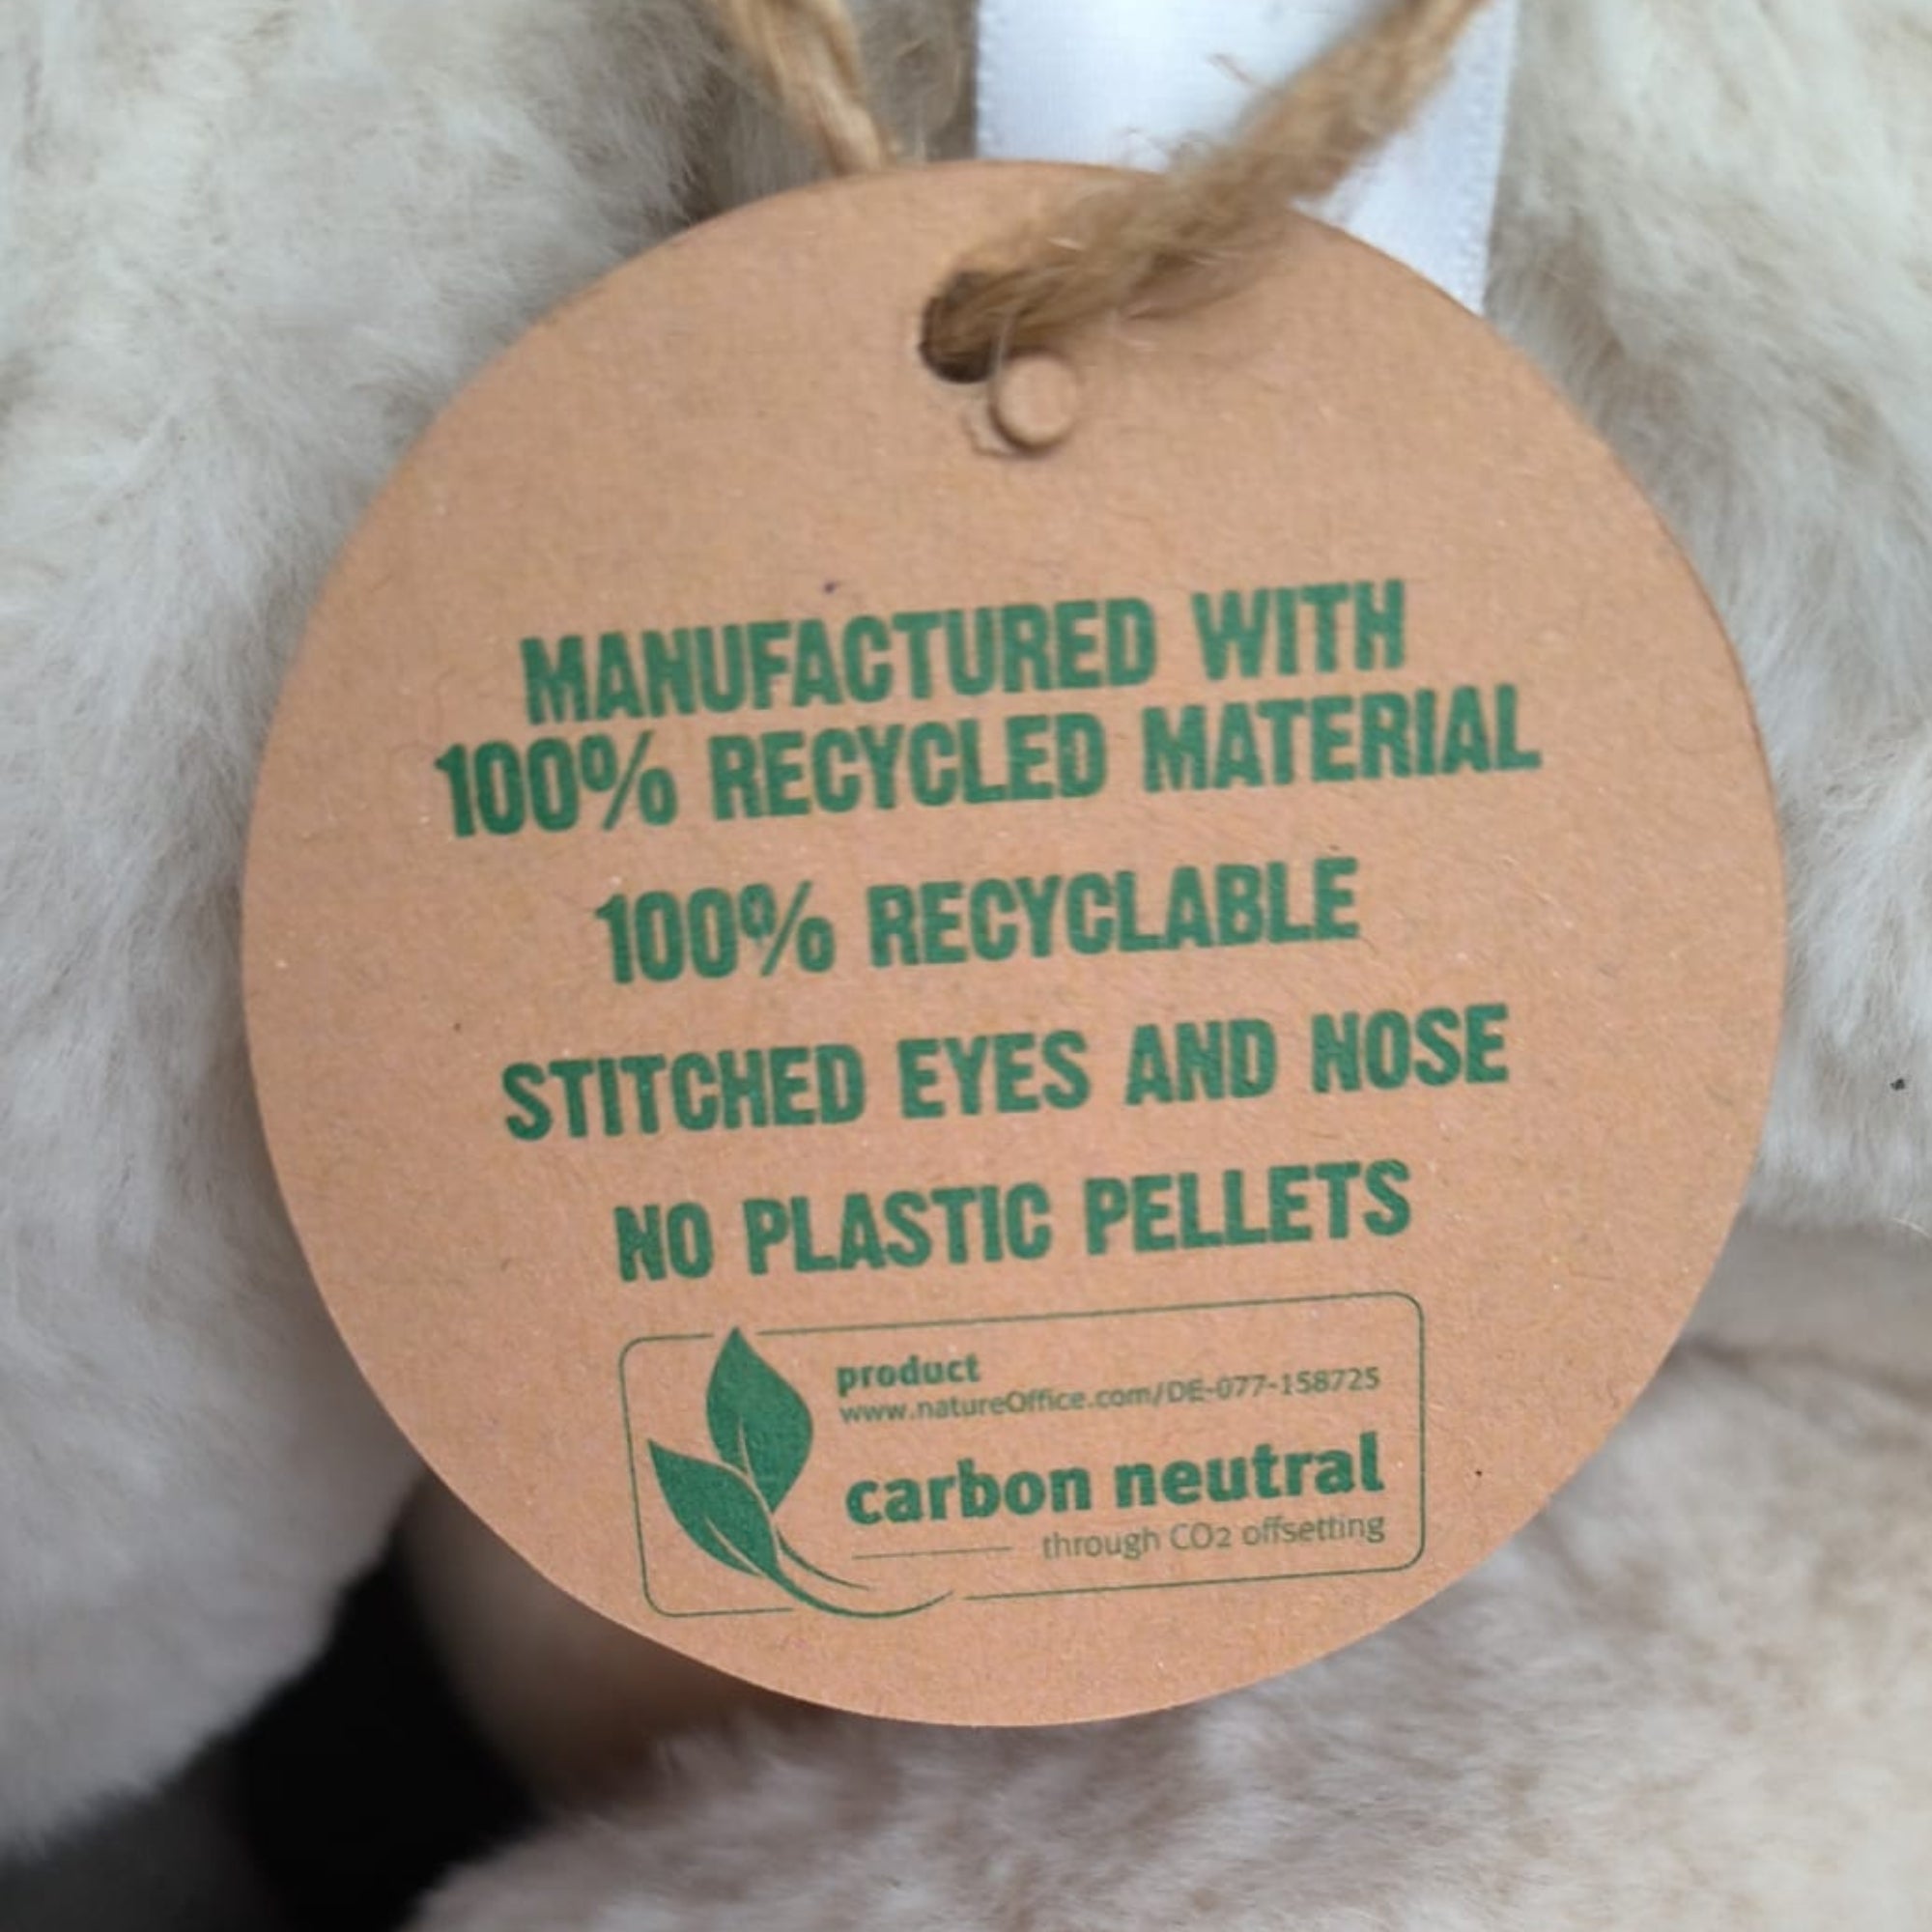 MANUFACTURED WITH
100% RECYCLED MATERIAL
100% RECYCLABLE
STITCHED EYES AND NOSE
NO PLASTIC PELLETS
product
www.natureOffice.com/DE-077-158725
carbon neutral
through CO2 offsetting